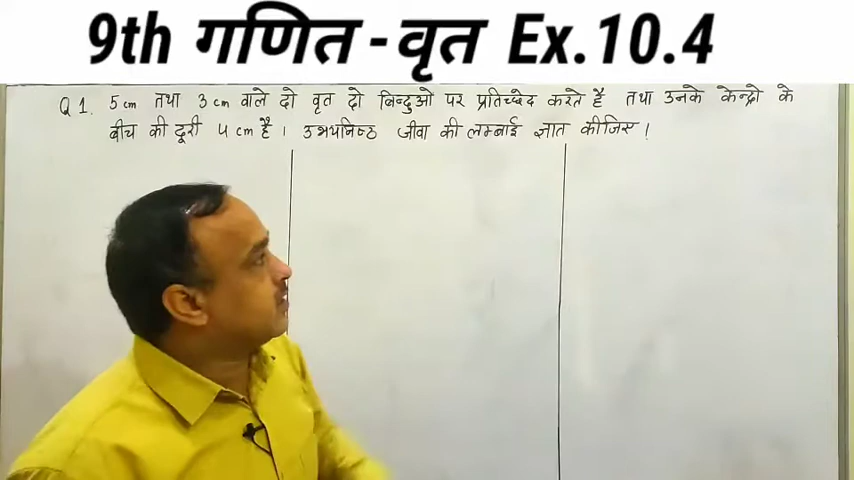 9th गणित - वृत Ex.10.4
Q 1. 5 cm तथा 3 cm वाले दो वृत दो बिन्दुओ पर प्रतिच्छेद करते है तथा उनके केन्द्रो के
बीच की दूरी 4 cm है । उभयनिष्ठ जीवा की लम्बाई ज्ञात कीजिए !